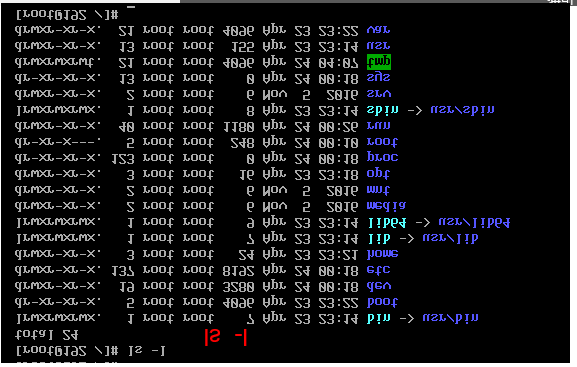 [root@192 /]# ls -l
total 24
ls -l
lrwxrwxrwx.   1 root root    7 Apr 23 23:14 bin -> usr/bin
dr-xr-xr-x.   5 root root 4096 Apr 23 23:22 boot
drwxr-xr-x.  19 root root 3280 Apr 24 00:18 dev
drwxr-xr-x. 137 root root 8192 Apr 24 00:18 etc
drwxr-xr-x.   3 root root   24 Apr 23 23:21 home
lrwxrwxrwx.   1 root root    7 Apr 23 23:14 lib -> usr/lib
lrwxrwxrwx.   1 root root    9 Apr 23 23:14 lib64 -> usr/lib64
drwxr-xr-x.   2 root root    6 Nov  5  2016 media
drwxr-xr-x.   2 root root    6 Nov  5  2016 mnt
drwxr-xr-x.   3 root root   16 Apr 23 23:14 opt
dr-xr-xr-x. 123 root root    0 Apr 24 00:18 proc
dr-xr-x---.   5 root root  248 Apr 24 00:10 root
drwxr-xr-x.  40 root root 1180 Apr 24 00:26 run
lrwxrwxrwx.   1 root root    8 Apr 23 23:14 sbin -> usr/sbin
drwxr-xr-x.   2 root root    6 Nov  5  2016 srv
dr-xr-xr-x.  13 root root    0 Apr 24 00:18 sys
drwxrwxrwt.  21 root root 4096 Apr 24 04:07 tmp
drwxr-xr-x.  13 root root  155 Apr 23 23:14 usr
drwxr-xr-x.  21 root root 4096 Apr 23 23:22 var
[root@192 /]# _